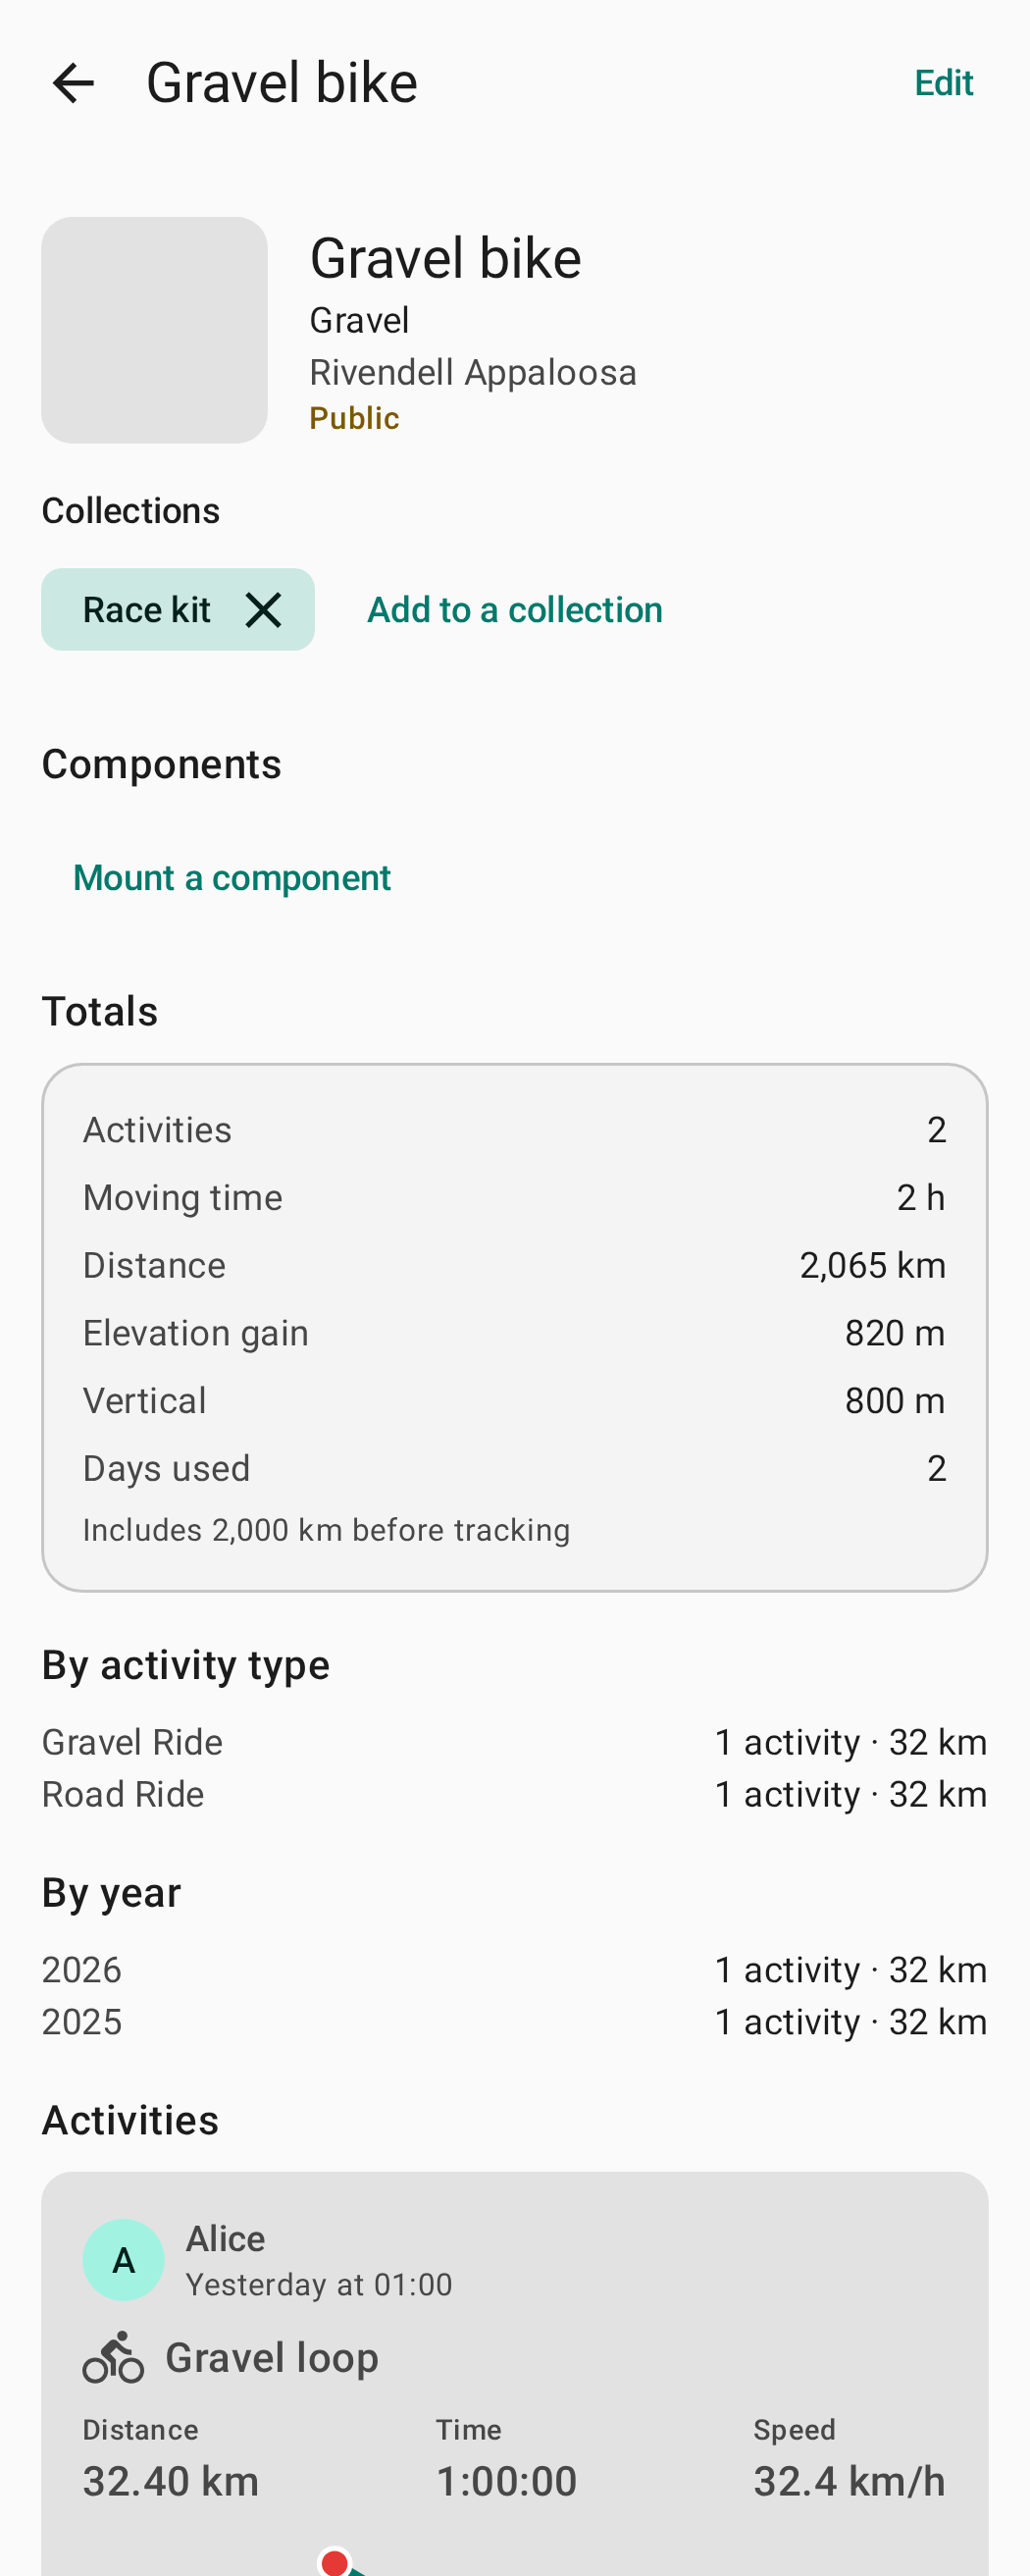 Gravel bike
Edit
Gravel bike
Gravel
Rivendell Appaloosa
Public
Collections
Race kit
Add to a collection
Components
Mount a component
Totals
Activities 2
Moving time 2 h
Distance 2,065 km
Elevation gain 820 m
Vertical 800 m
Days used 2
Includes 2,000 km before tracking
By activity type
Gravel Ride 1 activity · 32 km
Road Ride 1 activity · 32 km
By year
2026 1 activity · 32 km
2025 1 activity · 32 km
Activities
A
Alice
Yesterday at 01:00
Gravel loop
Distance Time Speed
32.40 km 1:00:00 32.4 km/h